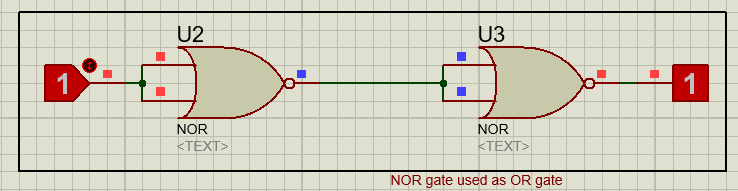 U2
U3
1
1
NOR
NOR
<TEXT>
<TEXT>
NOR gate used as OR gate